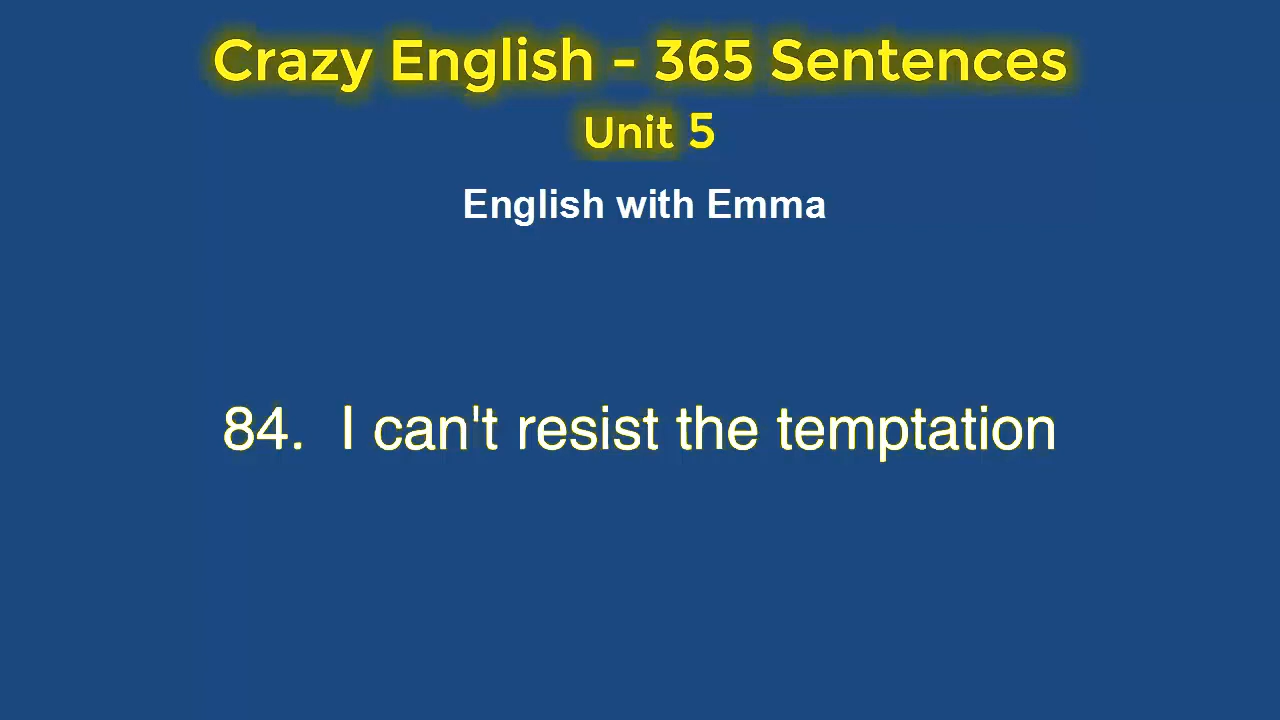 Crazy English - 365 Sentences
Unit 5
English with Emma
84. I can't resist the temptation